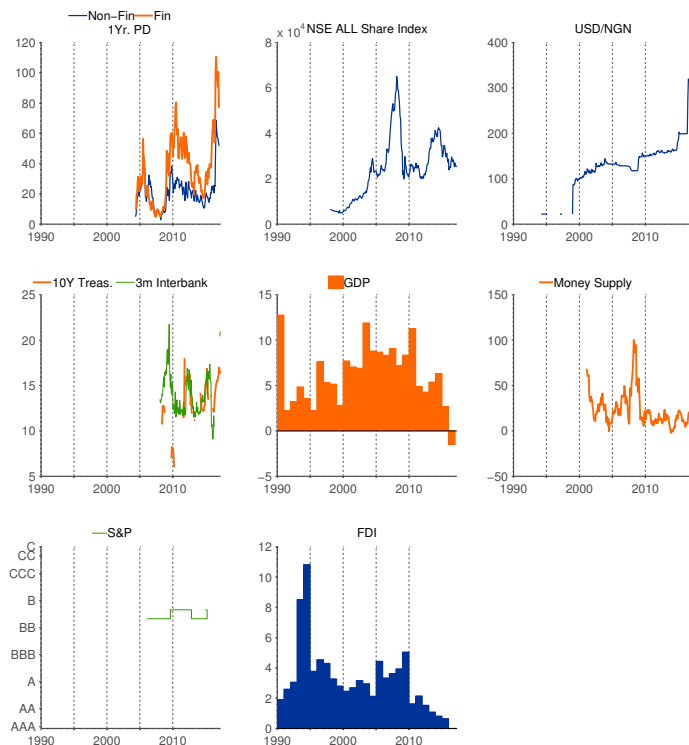 Non-Fin Fin
1Yr. PD
120
100
80
60
40
20
0
1990 2000 2010
x 10^4 NSE ALL Share Index
8
6
4
2
0
1990 2000 2010
USD/NGN
400
300
200
100
0
1990 2000 2010
10Y Treas. 3m Interbank
25
20
15
10
5
1990 2000 2010
GDP
15
10
5
0
−5
1990 2000 2010
Money Supply
150
100
50
0
−50
1990 2000 2010
S&P
C
CC
CCC
B
BB
BBB
A
AA
AAA
1990 2000 2010
FDI
12
10
8
6
4
2
0
1990 2000 2010